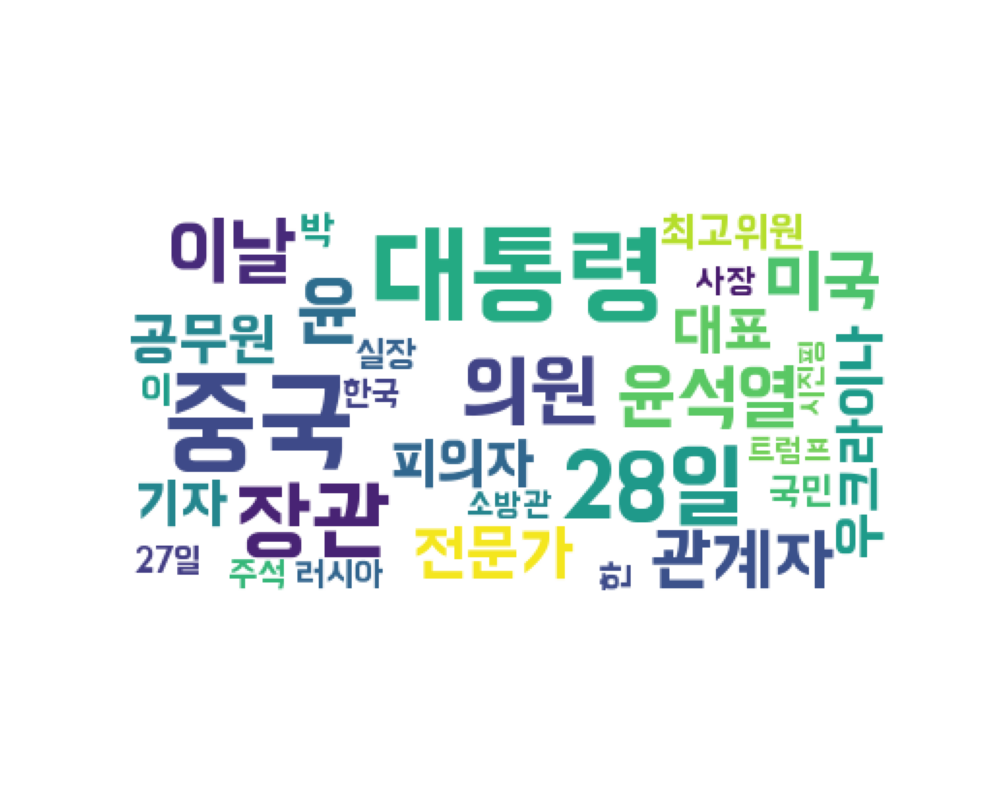 이날
박
대통령
최고위원
사장
미국
윤
공무원
실장
대표
이
중국
한국
의원
윤석열
시진핑
우크라이나
피의자
28일
트럼프
기자
장관
소방관
국민
27일
주석
러시아
전문가
한
관계자